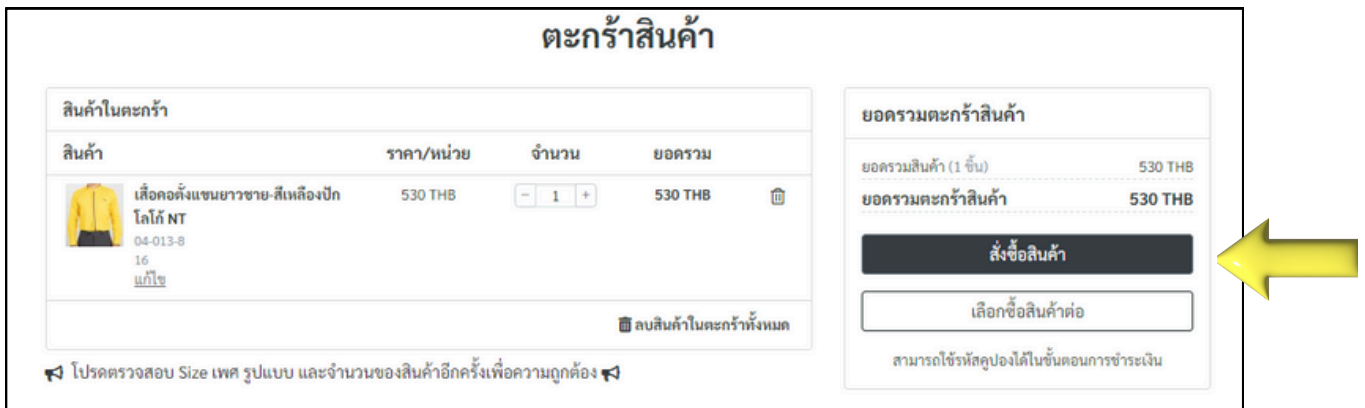 ตะกร้าสินค้า
สินค้าในตะกร้า
สินค้า ราคา/หน่วย จำนวน ยอดรวม
เสื้อคอตั้งแขนยาวชาย-สีเหลืองปัก 530 THB - 1 + 530 THB
โลโก้ NT
04-013-8
16
แก้ไข
ลบสินค้าในตะกร้าทั้งหมด
โปรดตรวจสอบ Size เพศ รูปแบบ และจำนวนของสินค้าอีกครั้งเพื่อความถูกต้อง
ยอดรวมตะกร้าสินค้า
ยอดรวมสินค้า (1 ชิ้น) 530 THB
ยอดรวมตะกร้าสินค้า 530 THB
สั่งซื้อสินค้า
เลือกซื้อสินค้าต่อ
สามารถใช้รหัสคูปองได้ในขั้นตอนการชำระเงิน